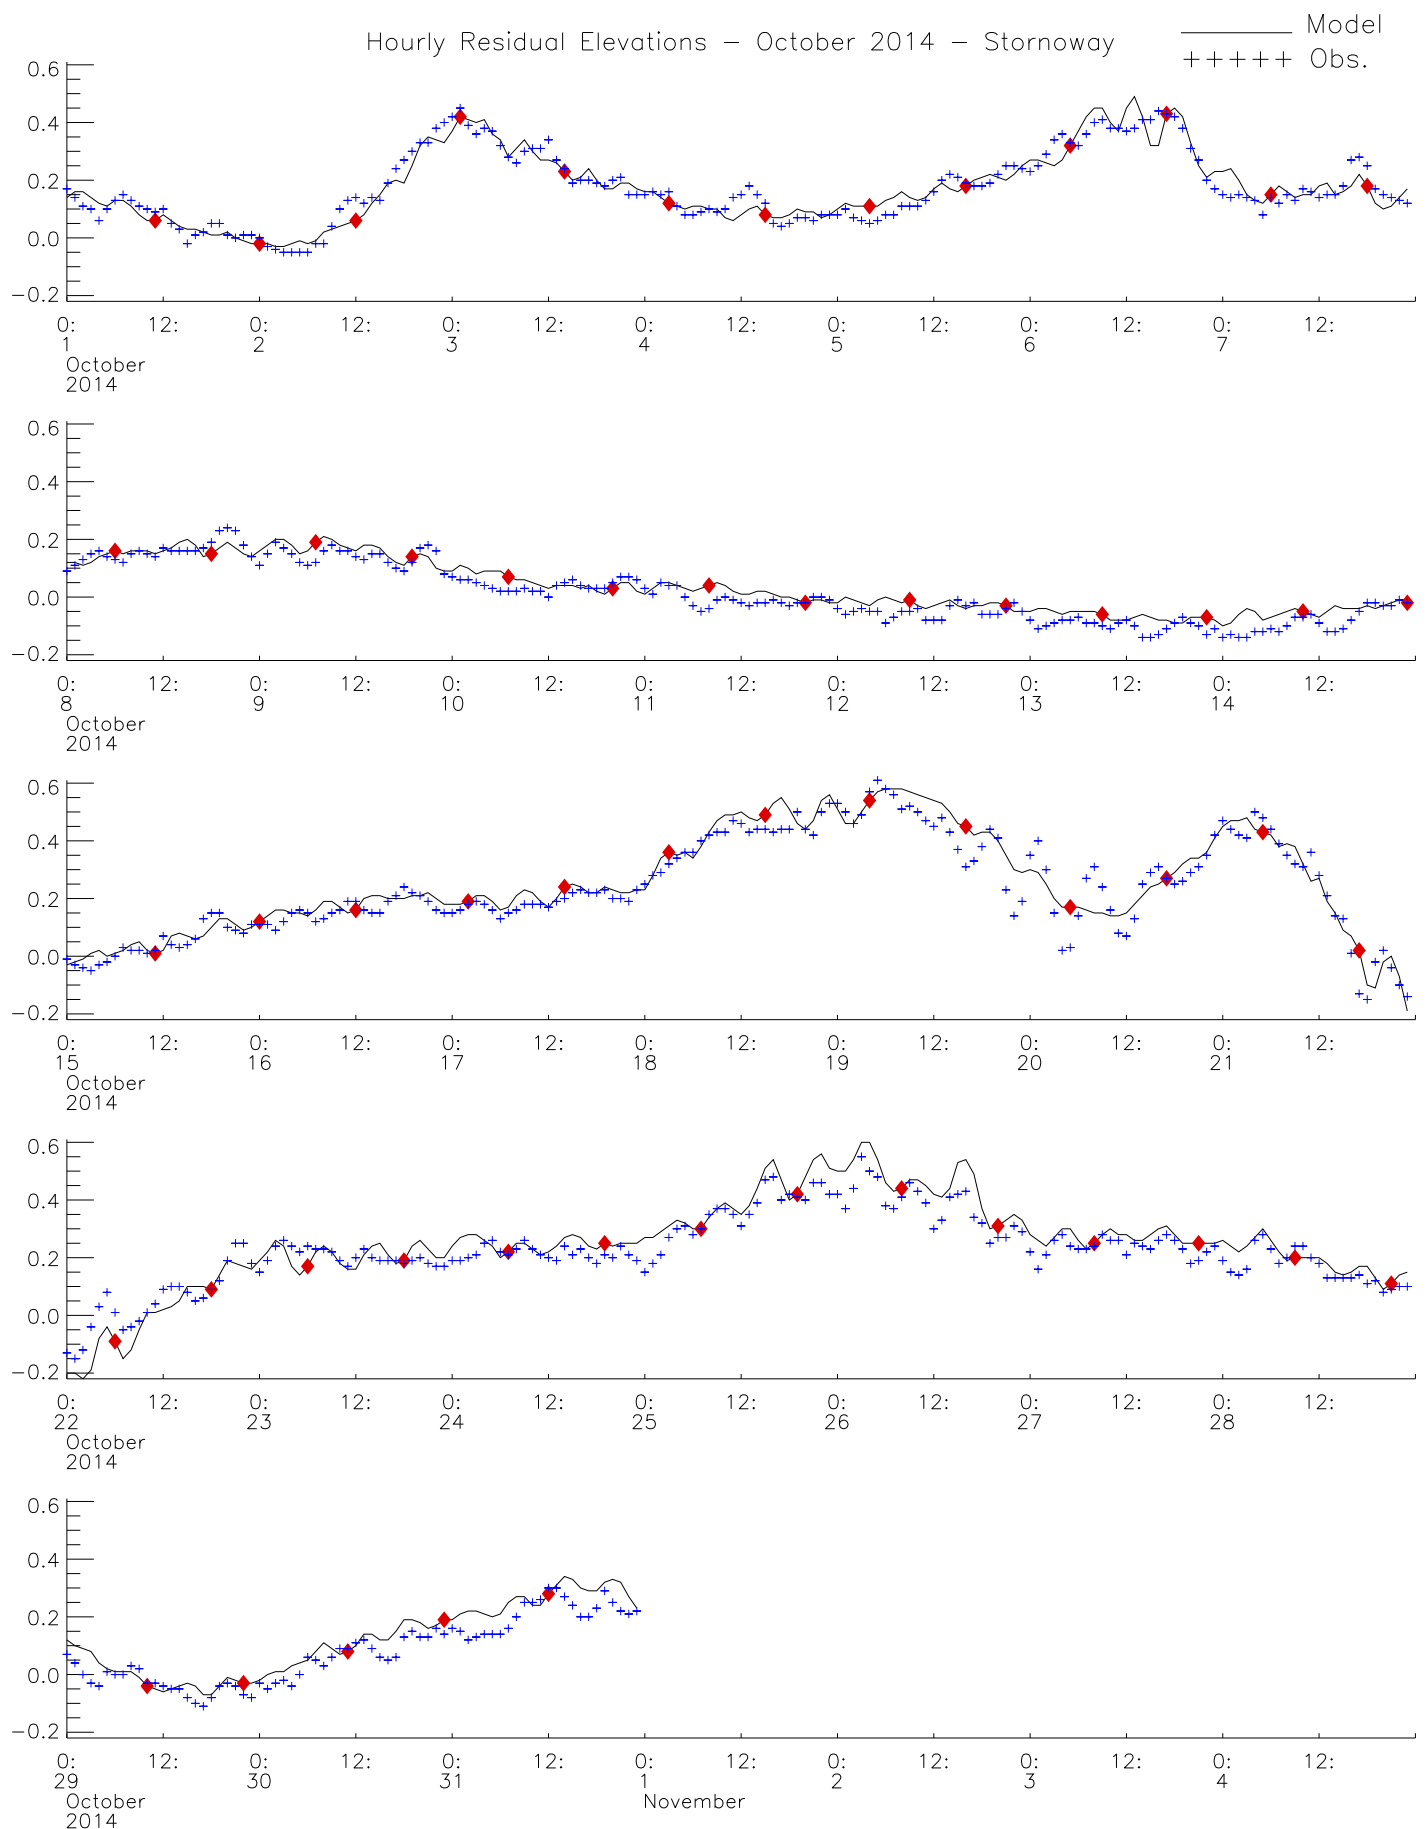 Hourly Residual Elevations – October 2014 – Stornoway
Model
+++++ Obs.
0.6
0.4
0.2
0.0
−0.2
0: 12: 0: 12: 0: 12: 0: 12: 0: 12: 0: 12: 0: 12:
1 2 3 4 5 6 7
October
2014
0.6
0.4
0.2
0.0
−0.2
0: 12: 0: 12: 0: 12: 0: 12: 0: 12: 0: 12: 0: 12:
8 9 10 11 12 13 14
October
2014
0.6
0.4
0.2
0.0
−0.2
0: 12: 0: 12: 0: 12: 0: 12: 0: 12: 0: 12: 0: 12:
15 16 17 18 19 20 21
October
2014
0.6
0.4
0.2
0.0
−0.2
0: 12: 0: 12: 0: 12: 0: 12: 0: 12: 0: 12: 0: 12:
22 23 24 25 26 27 28
October
2014
0.6
0.4
0.2
0.0
−0.2
0: 12: 0: 12: 0: 12: 0: 12: 0: 12: 0: 12: 0: 12:
29 30 31 1 2 3 4
October November
2014